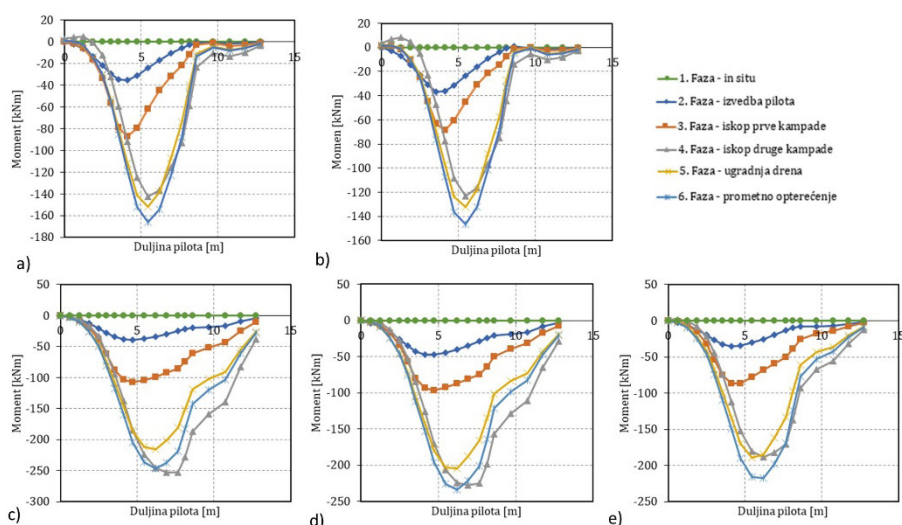 20
0
-20
-40
-60
-80
-100
-120
-140
-160
-180
Moment [kNm]
0 5 10 15
Duljina pilota [m]
a)
20
0
-20
-40
-60
-80
-100
-120
-140
-160
Momen [kNm]
0 5 10 15
Duljina pilota [m]
b)
1. Faza - in situ
2. Faza - izvedba pilota
3. Faza - iskop prve kampade
4. Faza - iskop druge kampade
5. Faza - ugradnja drena
6. Faza - prometno opterećenje
50
0
-50
-100
-150
-200
-250
-300
Moment [kNm]
0 5 10 15
Duljina pilota [m]
c)
50
0
-50
-100
-150
-200
-250
Moment [kNm]
0 5 10 15
Duljina pilota [m]
d)
50
0
-50
-100
-150
-200
-250
Moment [kNm]
0 5 10 15
Duljina pilota [m]
e)